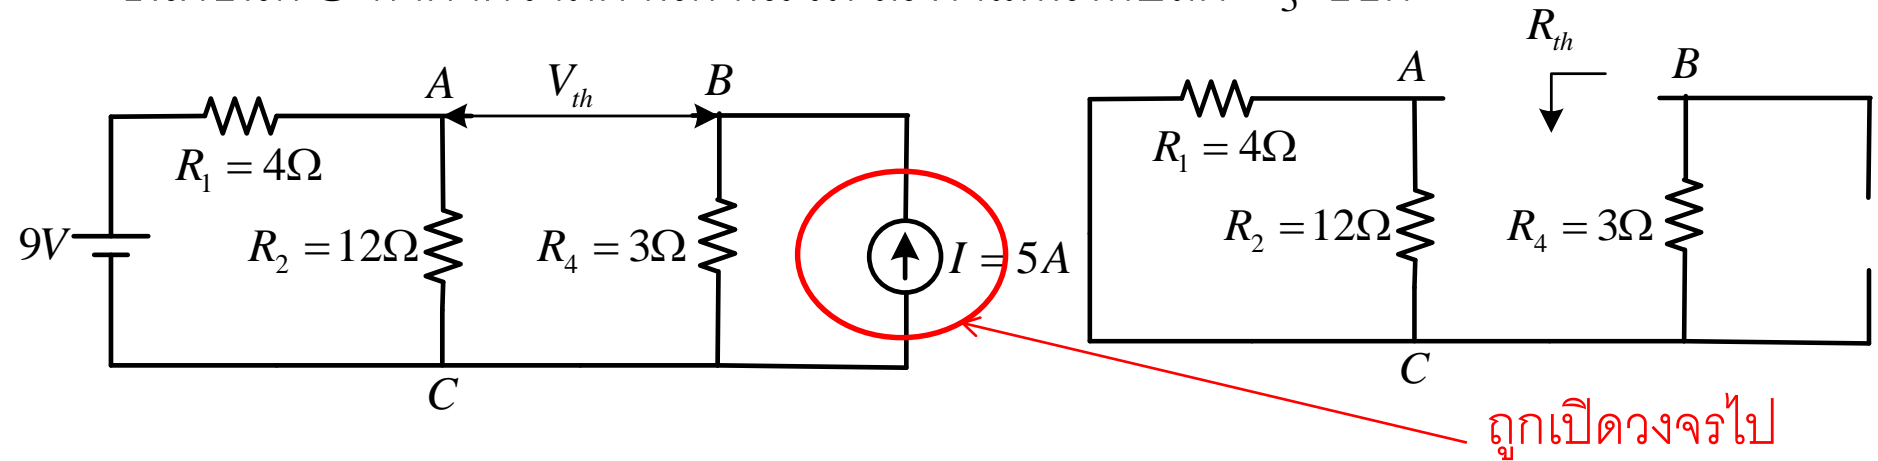 R_th
A
V_th
B
A
B
R_1 = 4Ω
R_1 = 4Ω
9V
R_2 = 12Ω
R_4 = 3Ω
I = 5A
R_2 = 12Ω
R_4 = 3Ω
C
C
ถูกเปิดวงจรไป